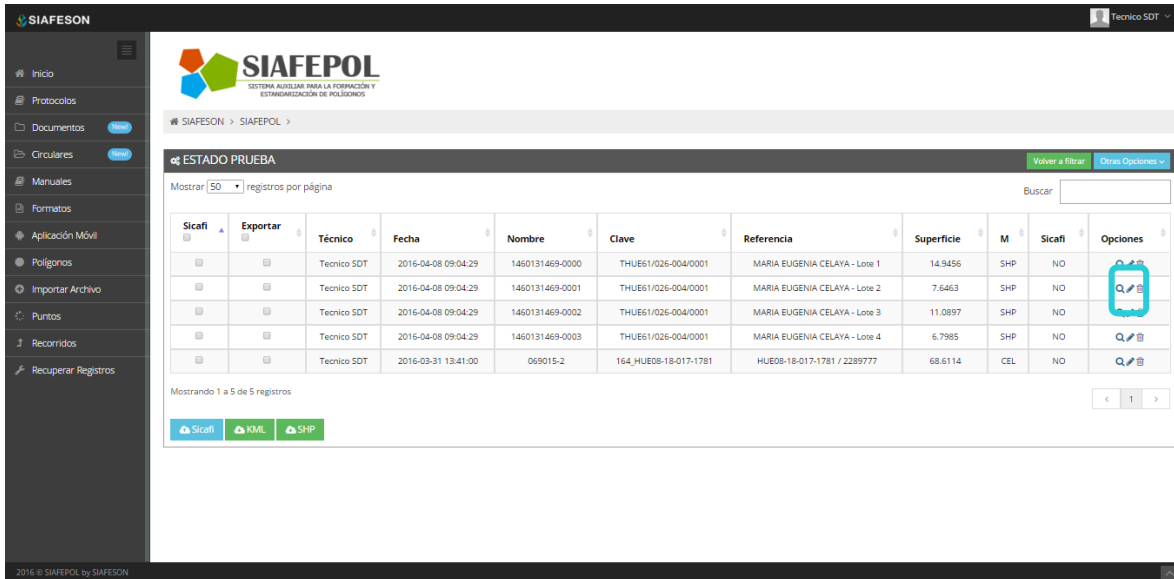 SIAFESON
Tecnico SDT
Inicio
Protocolos
Documentos New!
Circulares New!
Manuales
Formatos
Aplicación Móvil
Polígonos
Importar Archivo
Puntos
Recorridos
Recuperar Registros
SIAFEPOL
SISTEMA AUXILIAR PARA LA FORMACIÓN Y
ESTANDARIZACIÓN DE POLÍGONOS
SIAFESON > SIAFEPOL >
ESTADO PRUEBA Volver a filtrar Otras Opciones
Mostrar 50 registros por página Buscar
Sicafi Exportar Técnico Fecha Nombre Clave Referencia Superficie M Sicafi Opciones
Tecnico SDT 2016-04-08 09:04:29 1460131469-0000 THUE61/026-004/0001 MARIA EUGENIA CELAYA - Lote 1 14.9456 SHP NO
Tecnico SDT 2016-04-08 09:04:29 1460131469-0001 THUE61/026-004/0001 MARIA EUGENIA CELAYA - Lote 2 7.6463 SHP NO
Tecnico SDT 2016-04-08 09:04:29 1460131469-0002 THUE61/026-004/0001 MARIA EUGENIA CELAYA - Lote 3 11.0897 SHP NO
Tecnico SDT 2016-04-08 09:04:29 1460131469-0003 THUE61/026-004/0001 MARIA EUGENIA CELAYA - Lote 4 6.7985 SHP NO
Tecnico SDT 2016-03-31 13:41:00 069015-2 164_HUE08-18-017-1781 HUE08-18-017-1781 / 2289777 68.6114 CEL NO
Mostrando 1 a 5 de 5 registros < 1 >
Sicafi KML SHP
2016 © SIAFEPOL by SIAFESON